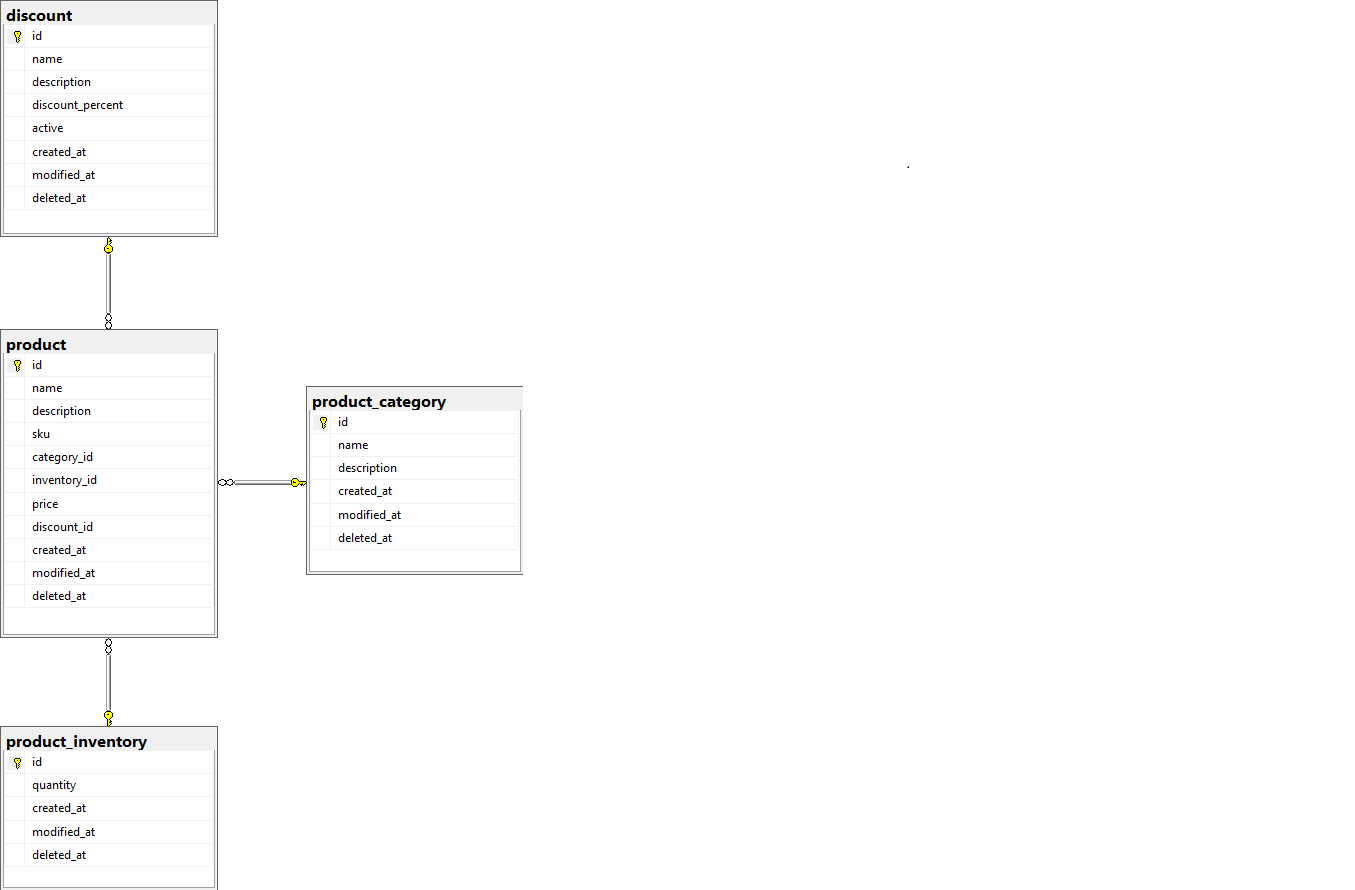 discount
id
name
description
discount_percent
active
created_at
modified_at
deleted_at
product
id
name
description
sku
category_id
inventory_id
price
discount_id
created_at
modified_at
deleted_at
product_category
id
name
description
created_at
modified_at
deleted_at
product_inventory
id
quantity
created_at
modified_at
deleted_at